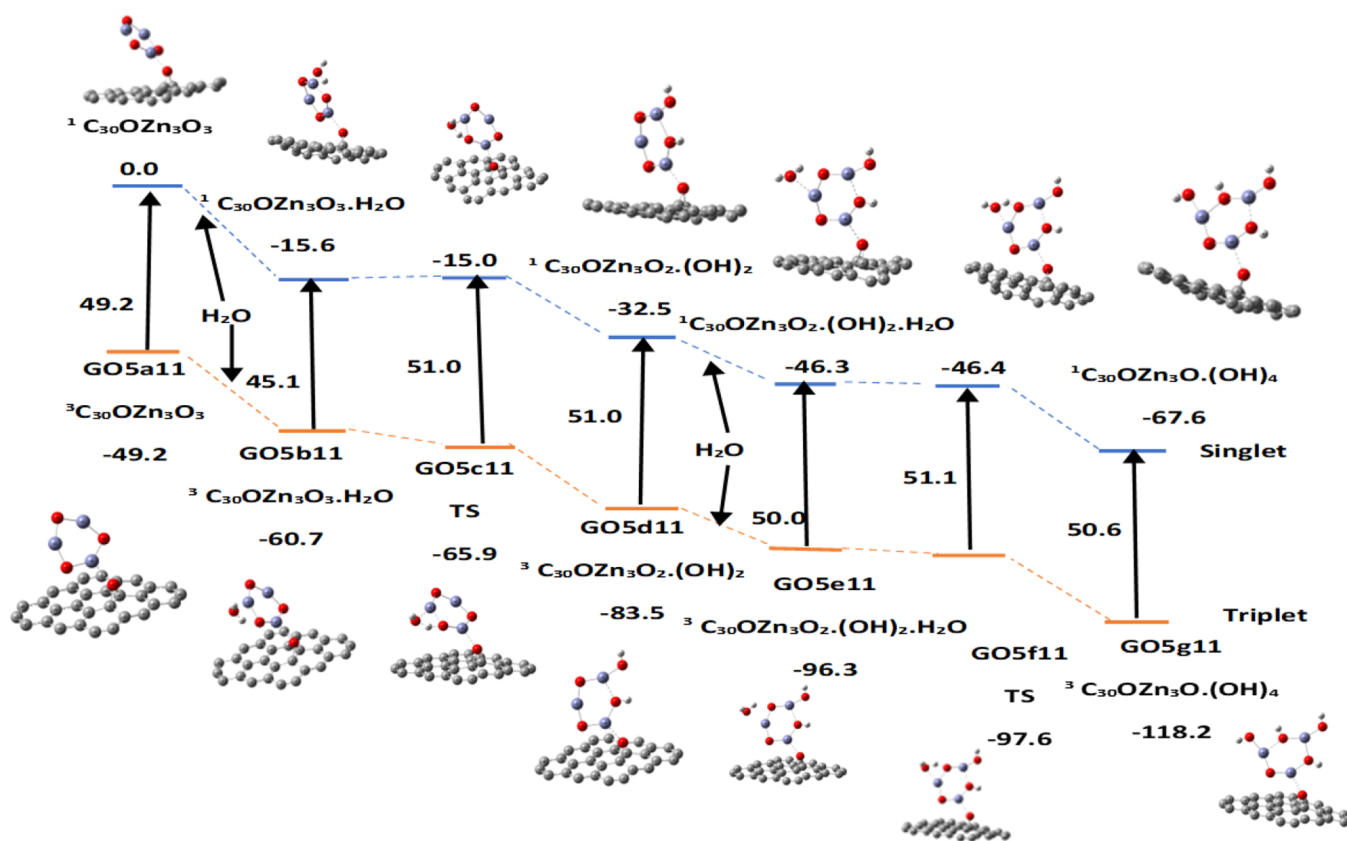 ¹ C₃₀OZn₃O₃
0.0
¹ C₃₀OZn₃O₃.H₂O
-15.6
-15.0
¹ C₃₀OZn₃O₂.(OH)₂
-32.5
¹C₃₀OZn₃O₂.(OH)₂.H₂O
-46.3
-46.4
¹C₃₀OZn₃O.(OH)₄
-67.6
Singlet
49.2
H₂O
45.1
51.0
51.0
H₂O
50.0
51.1
50.6
GO5a11
³C₃₀OZn₃O₃
-49.2
GO5b11
³ C₃₀OZn₃O₃.H₂O
-60.7
GO5c11
TS
-65.9
GO5d11
³ C₃₀OZn₃O₂.(OH)₂
-83.5
GO5e11
³ C₃₀OZn₃O₂.(OH)₂.H₂O
-96.3
GO5f11
TS
-97.6
Triplet
GO5g11
³ C₃₀OZn₃O.(OH)₄
-118.2